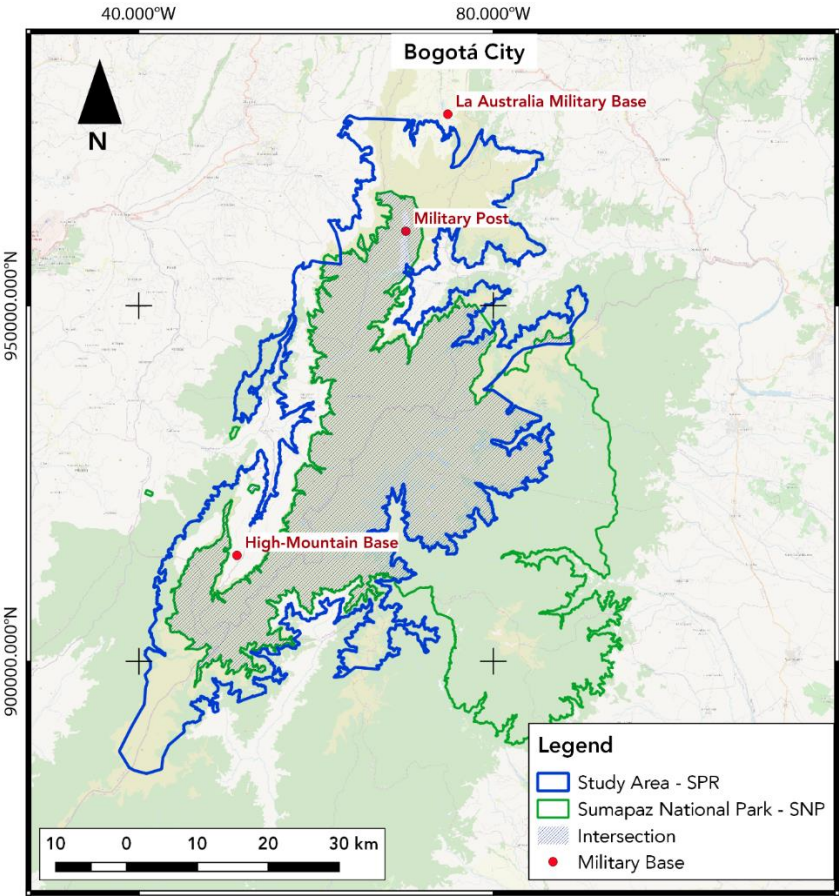 40.000°W 80.000°W
Bogotá City
La Australia Military Base
N
Military Post
950000.000°N
High-Mountain Base
900000.000°N
Legend
Study Area - SPR
Sumapaz National Park - SNP
Intersection
Military Base
10 0 10 20 30 km